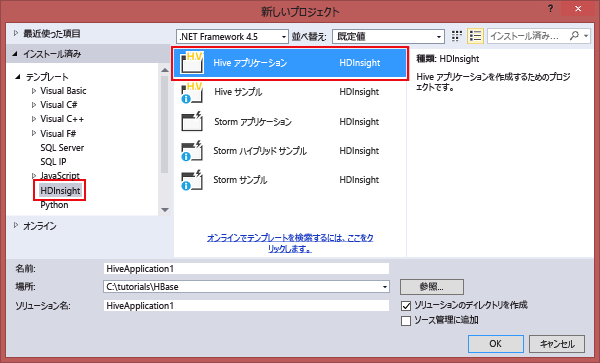 新しいプロジェクト
? ×
最近使った項目
.NET Framework 4.5 並べ替え: 既定値 インストール済み...
インストール済み
テンプレート
Visual Basic
Visual C#
Visual C++
Visual F#
SQL Server
SQL IP
JavaScript
HDInsight
Python
オンライン
Hive アプリケーション HDInsight
Hive サンプル HDInsight
Storm アプリケーション HDInsight
Storm ハイブリッド サンプル HDInsight
Storm サンプル HDInsight
オンラインでテンプレートを検索するには、ここをク
リックします。
種類: HDInsight
Hive アプリケーションを作成するためのプロジ
ェクトです。
名前: HiveApplication1
場所: C:\tutorials\HBase 参照...
ソリューション名: HiveApplication1
ソリューションのディレクトリを作成
ソース管理に追加
OK キャンセル